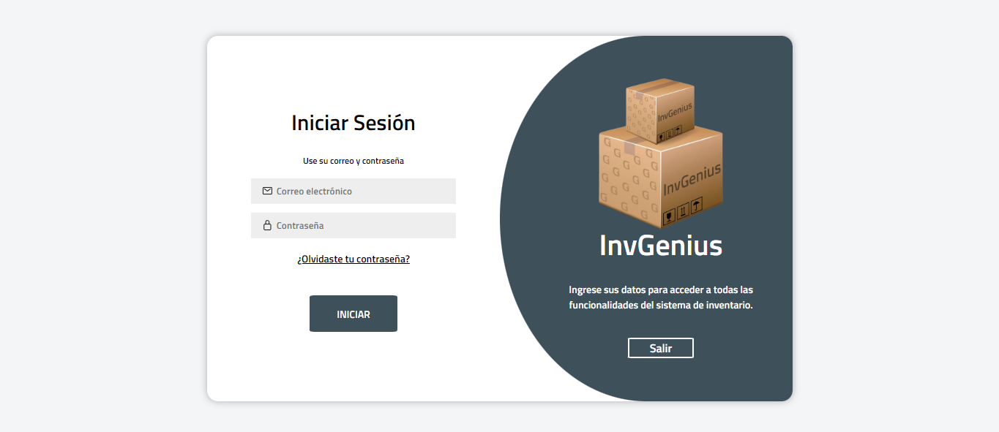 Iniciar Sesión
Use su correo y contraseña
Correo electrónico
Contraseña
¿Olvidaste tu contraseña?
INICIAR
InvGenius
InvGenius
InvGenius
Ingrese sus datos para acceder a todas las
funcionalidades del sistema de inventario.
Salir